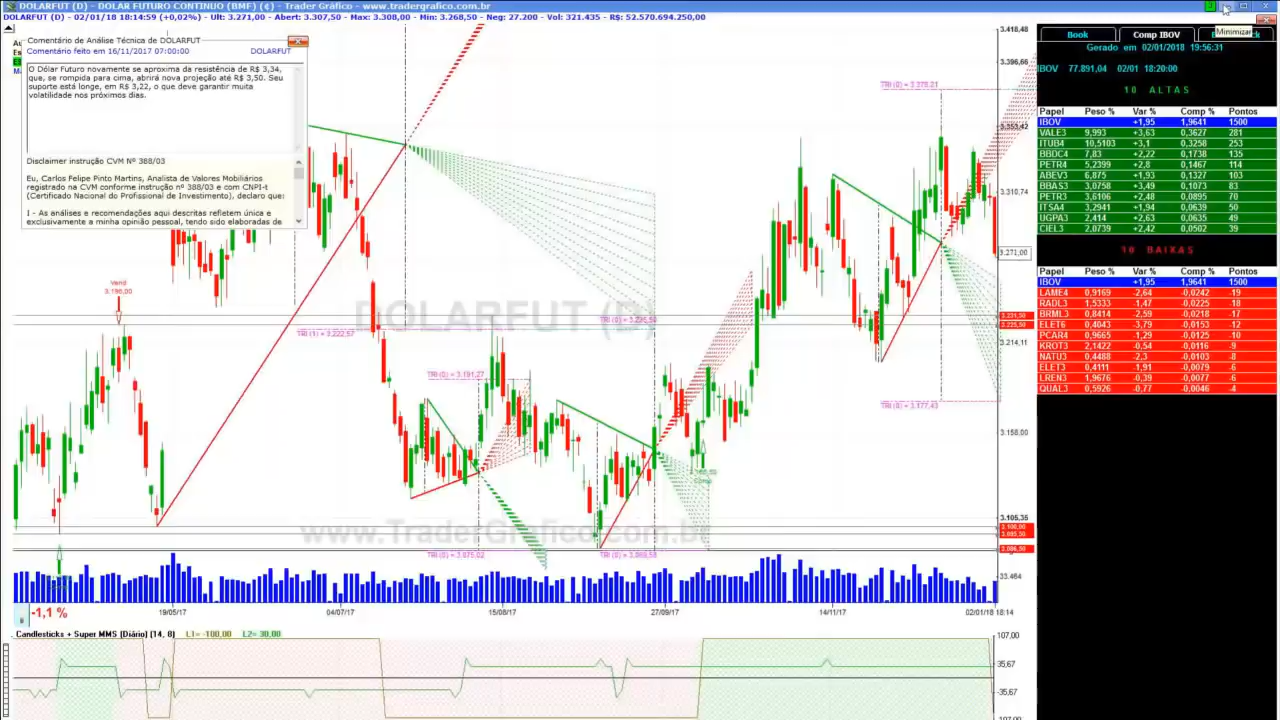 DOLARFUT (D) - DOLAR FUTURO CONTINUO (BMF) (¢) - Trader Gráfico - www.tradergrafico.com.br
DOLARFUT (D) - 02/01/18 18:14:59 (+0,02%) - Ult: 3.271,00 - Abert: 3.307,50 - Max: 3.308,00 - Min: 3.268,50 - Neg: 27.200 - Vol: 321.435 - R$: 52.570.694.250,00
Minimizar
Comentário de Análise Técnica de DOLARFUT
Comentário feito em 16/11/2017 07:00:00 DOLARFUT
O Dólar Futuro novamente se aproxima da resistência de R$ 3,34,
que, se rompida para cima, abrirá nova projeção até R$ 3,50. Seu
suporte está longe, em R$ 3,22, o que deve garantir muita
volatilidade nos próximos dias.
Disclaimer instrução CVM Nº 388/03
Eu, Carlos Felipe Pinto Martins, Analista de Valores Mobiliários
registrado na CVM conforme instrução nº 388/03 e com CNPI-t
(Certificado Nacional do Profissional de Investimento), declaro que:
I - As análises e recomendações aqui descritas refletem única e
exclusivamente a minha opinião pessoal, tendo sido elaboradas de
Vend
3.190,00
TRI (1) = 3.222,57
TRI (0) = 3.191,27
TRI (0) = 3.075,02
TRI (0) = 3.378,21
TRI (0) = 3.177,43
DOLARFUT (D)
www.TraderGrafico.com.br
3.418,48
3.396,66
3.353,42
3.310,74
3.271,00
3.214,11
3.158,00
3.105,35
33.464
-1,1 %
19/05/17
04/07/17
15/08/17
27/09/17
14/11/17
02/01/18 18:14
Candlesticks + Super MMS (Diário) (14, 8) L1= -100,00 L2= 30,00
107,00
35,67
-35,67
-107,00
Book Comp IBOV
Gerado em 02/01/2018 19:56:31
IBOV 77.891,04 02/01 18:20:00
10 ALTAS
Papel Peso % Var % Comp % Pontos
IBOV +1,95 1,9641 1500
VALE3 9,993 +3,63 0,3627 281
ITUB4 10,5103 +3,1 0,3258 253
BBDC4 7,83 +2,22 0,1738 135
PETR4 5,2399 +2,8 0,1467 114
ABEV3 6,875 +1,93 0,1327 103
BBAS3 3,0758 +3,49 0,1073 83
PETR3 3,6106 +2,48 0,0895 70
ITSA4 3,2941 +1,94 0,0639 50
UGPA3 2,414 +2,63 0,0635 49
CIEL3 2,0739 +2,42 0,0502 39
10 BAIXAS
Papel Peso % Var % Comp % Pontos
IBOV +1,95 1,9641 1500
LAME4 0,9169 -2,64 -0,0242 -19
RADL3 1,5333 -1,47 -0,0225 -18
BRML3 0,8414 -2,59 -0,0218 -17
ELET6 0,4043 -3,79 -0,0153 -12
PCAR4 0,9665 -1,29 -0,0125 -10
KROT3 2,1422 -0,54 -0,0116 -9
NATU3 0,4488 -2,3 -0,0103 -8
ELET3 0,4111 -1,91 -0,0079 -6
LREN3 1,9676 -0,39 -0,0077 -6
QUAL3 0,5926 -0,77 -0,0046 -4